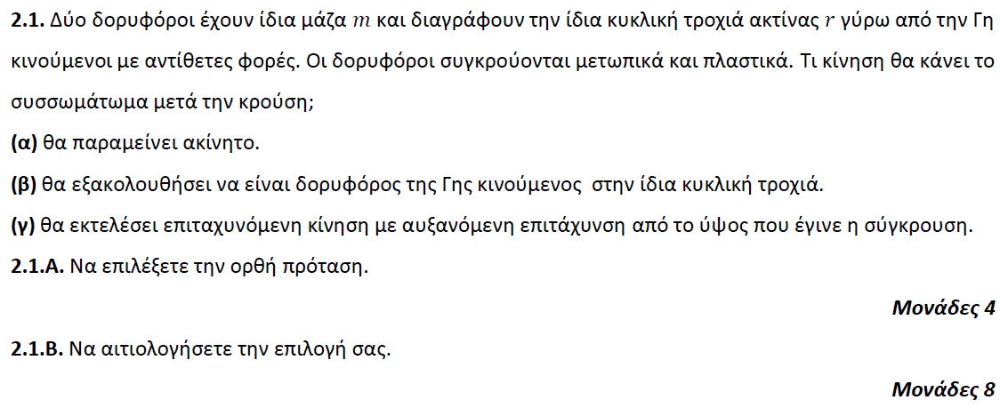 2.1. Δύο δορυφόροι έχουν ίδια μάζα m και διαγράφουν την ίδια κυκλική τροχιά ακτίνας r γύρω από την Γη
κινούμενοι με αντίθετες φορές. Οι δορυφόροι συγκρούονται μετωπικά και πλαστικά. Τι κίνηση θα κάνει το
συσσωμάτωμα μετά την κρούση;
(α) θα παραμείνει ακίνητο.
(β) θα εξακολουθήσει να είναι δορυφόρος της Γης κινούμενος στην ίδια κυκλική τροχιά.
(γ) θα εκτελέσει επιταχυνόμενη κίνηση με αυξανόμενη επιτάχυνση από το ύψος που έγινε η σύγκρουση.
2.1.Α. Να επιλέξετε την ορθή πρόταση.
Μονάδες 4
2.1.Β. Να αιτιολογήσετε την επιλογή σας.
Μονάδες 8